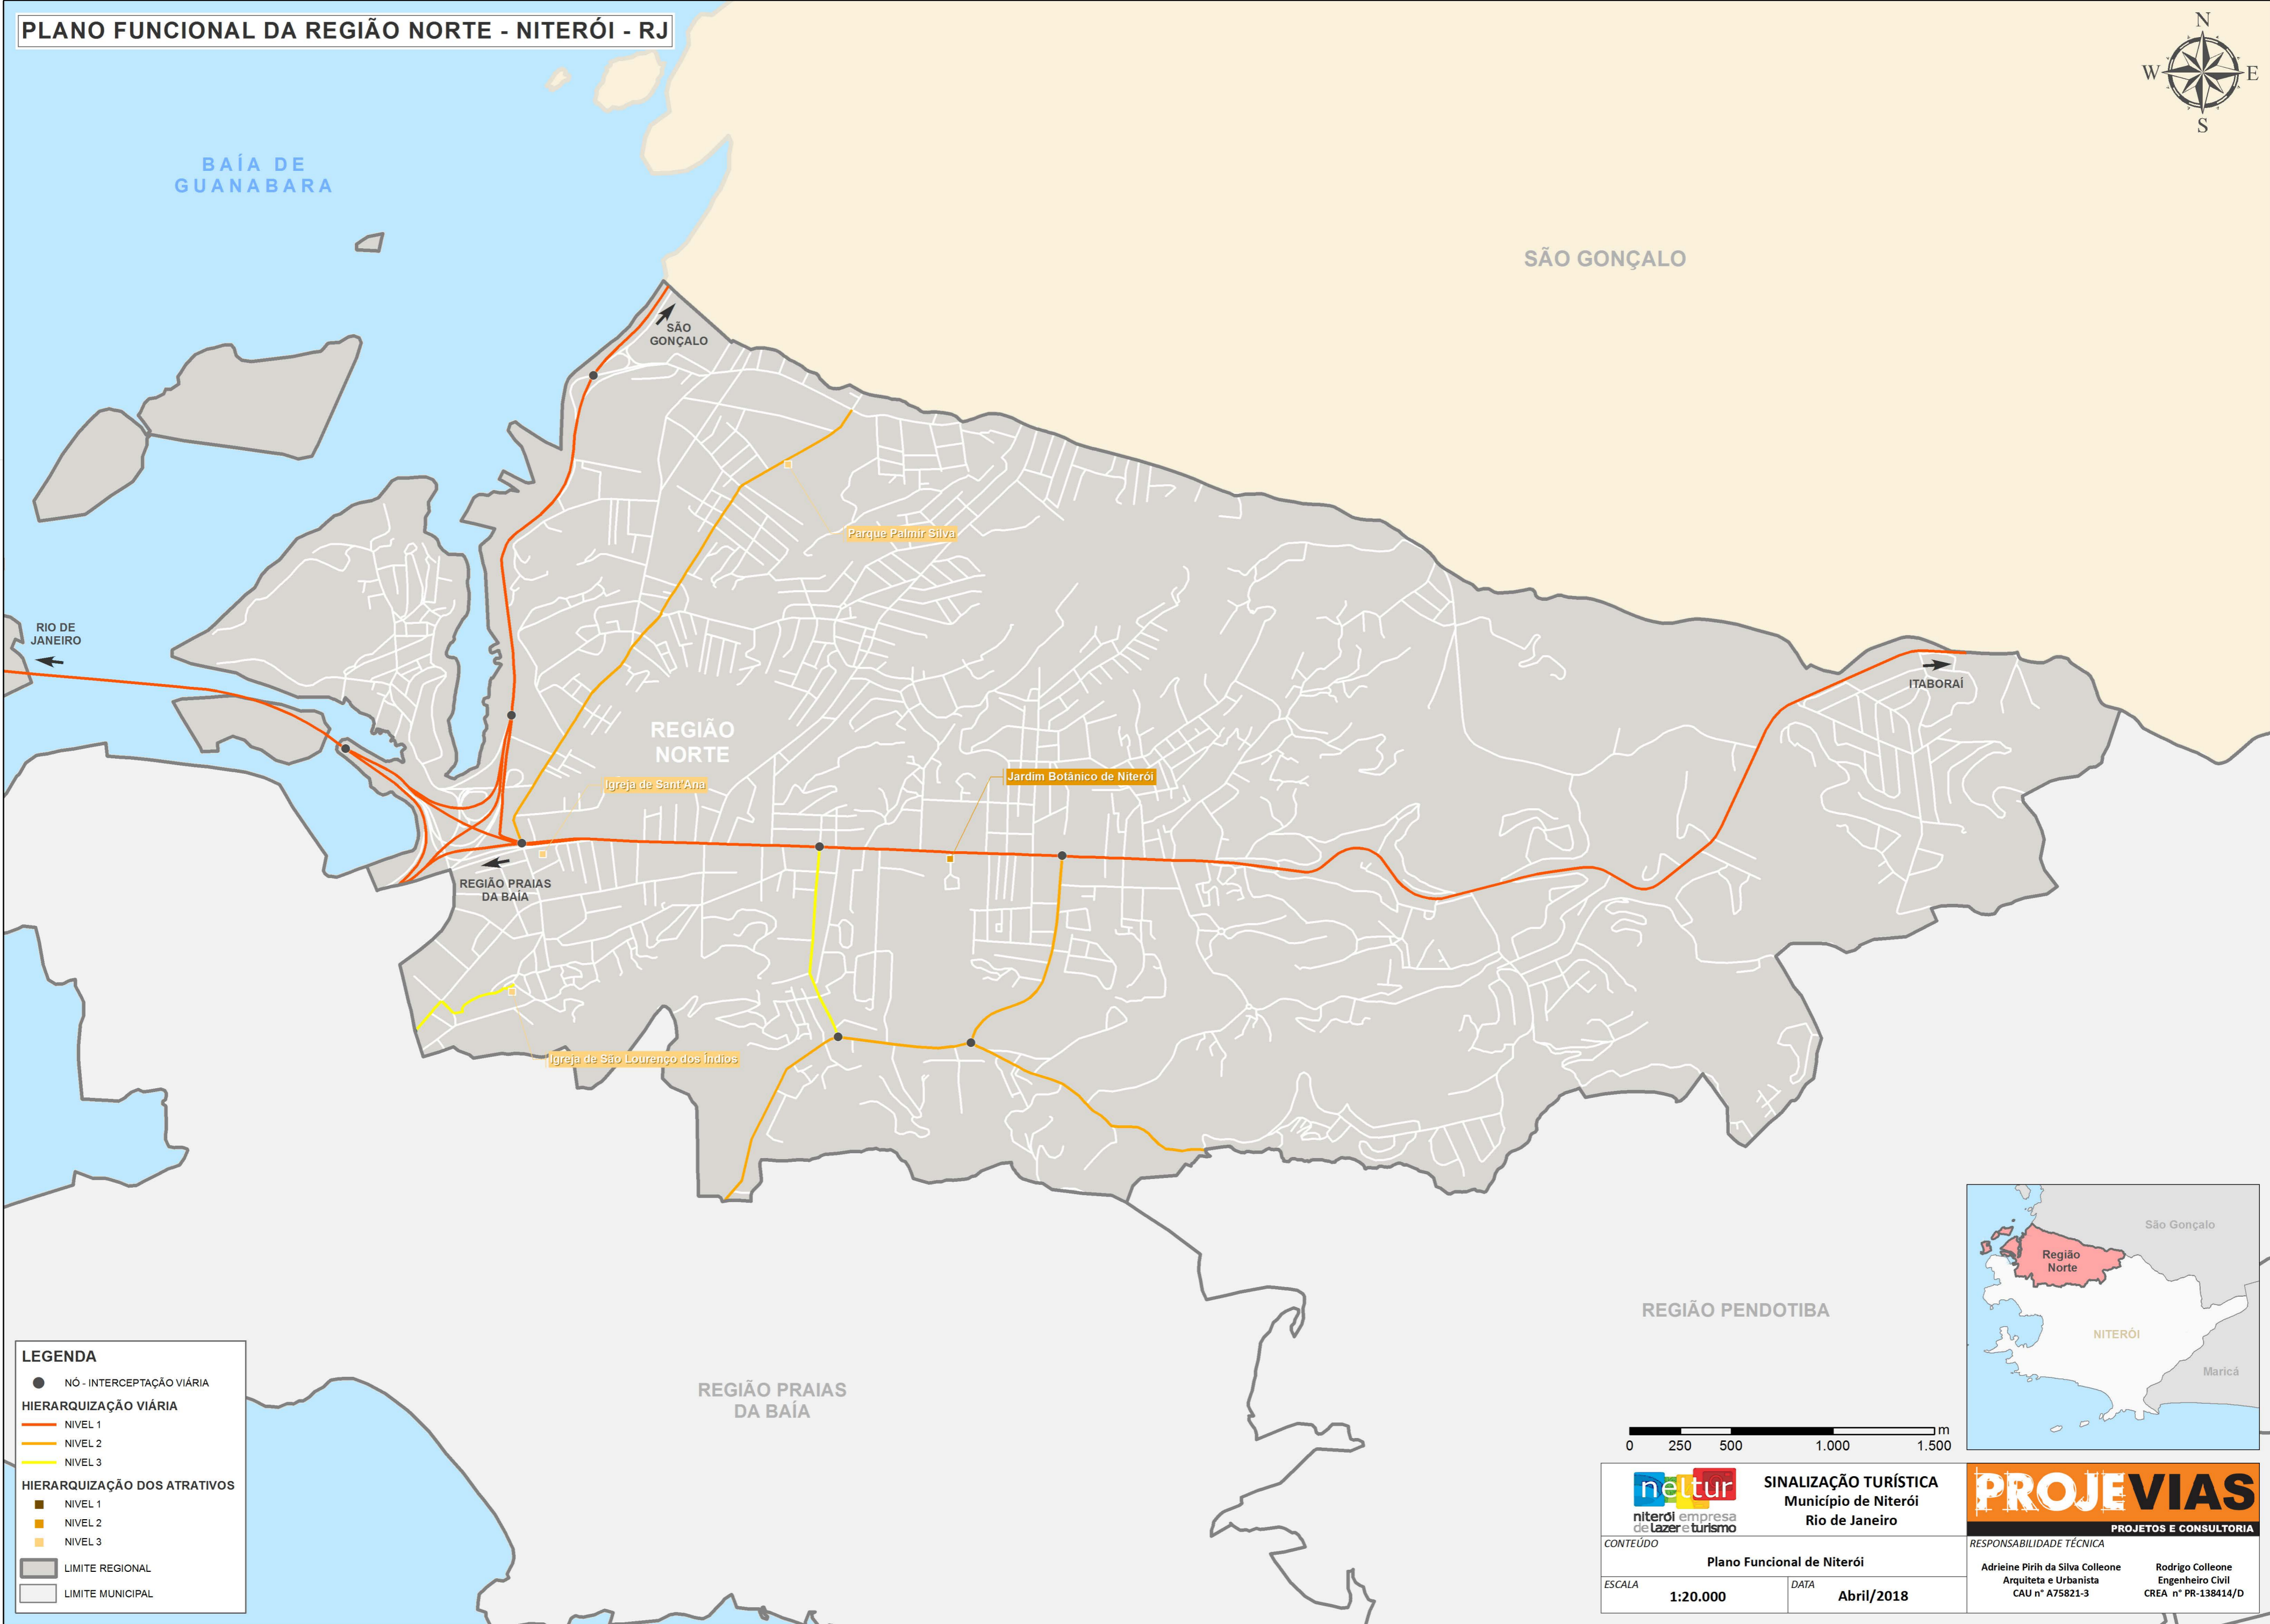 PLANO FUNCIONAL DA REGIÃO NORTE - NITERÓI - RJ
N
W
E
S
BAÍA DE
GUANABARA
SÃO GONÇALO
SÃO
GONÇALO
Parque Palmir Silva
RIO DE
JANEIRO
ITABORAÍ
REGIÃO
NORTE
Igreja de Sant'Ana
Jardim Botânico de Niterói
REGIÃO PRAIAS
DA BAÍA
Igreja de São Lourenço dos Índios
REGIÃO PENDOTIBA
REGIÃO PRAIAS
DA BAÍA
São Gonçalo
Região
Norte
NITERÓI
Maricá
LEGENDA
NÓ - INTERCEPTAÇÃO VIÁRIA
HIERARQUIZAÇÃO VIÁRIA
NIVEL 1
NIVEL 2
NIVEL 3
HIERARQUIZAÇÃO DOS ATRATIVOS
NIVEL 1
NIVEL 2
NIVEL 3
LIMITE REGIONAL
LIMITE MUNICIPAL
m
0 250 500 1.000 1.500
neltur
niterói empresa
de lazer e turismo
SINALIZAÇÃO TURÍSTICA
Município de Niterói
Rio de Janeiro
PROJEVIAS
PROJETOS E CONSULTORIA
CONTEÚDO
Plano Funcional de Niterói
ESCALA
1:20.000
DATA
Abril/2018
RESPONSABILIDADE TÉCNICA
Adrieine Pirih da Silva Colleone
Arquiteta e Urbanista
CAU n° A75821-3
Rodrigo Colleone
Engenheiro Civil
CREA n° PR-138414/D